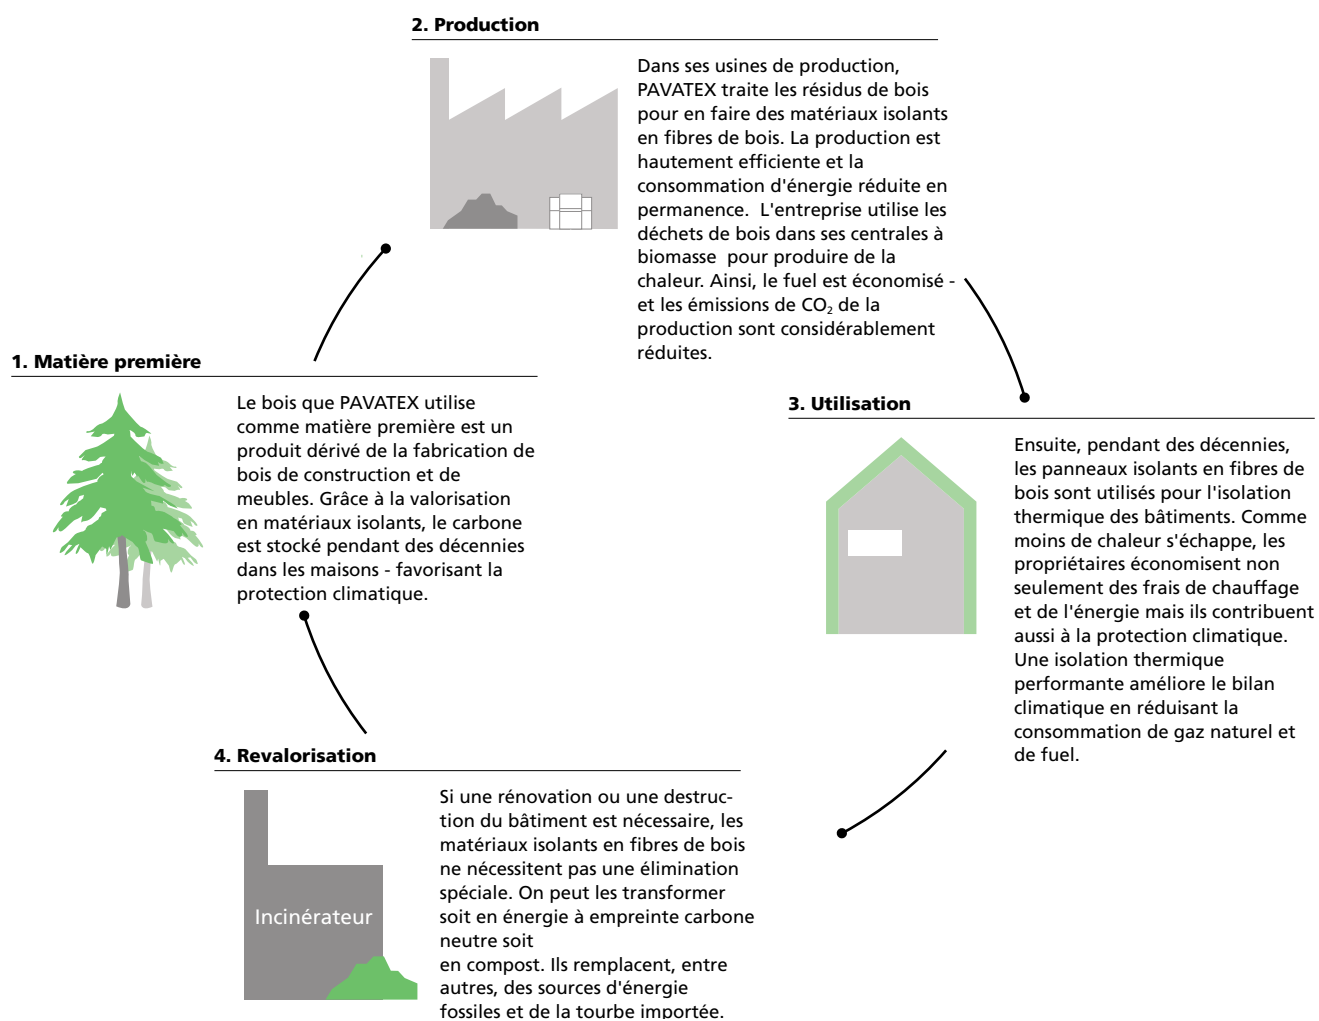 2. Production
Dans ses usines de production,
PAVATEX traite les résidus de bois
pour en faire des matériaux isolants
en fibres de bois. La production est
hautement efficiente et la
consommation d'énergie réduite en
permanence.  L'entreprise utilise les
déchets de bois dans ses centrales à
biomasse  pour produire de la
chaleur. Ainsi, le fuel est économisé -
et les émissions de CO₂ de la
production sont considérablement
réduites.
1. Matière première
Le bois que PAVATEX utilise
comme matière première est un
produit dérivé de la fabrication de
bois de construction et de
meubles. Grâce à la valorisation
en matériaux isolants, le carbone
est stocké pendant des décennies
dans les maisons - favorisant la
protection climatique.
3. Utilisation
Ensuite, pendant des décennies,
les panneaux isolants en fibres de
bois sont utilisés pour l'isolation
thermique des bâtiments. Comme
moins de chaleur s'échappe, les
propriétaires économisent non
seulement des frais de chauffage
et de l'énergie mais ils contribuent
aussi à la protection climatique.
Une isolation thermique
performante améliore le bilan
climatique en réduisant la
consommation de gaz naturel et
de fuel.
4. Revalorisation
Incinérateur
Si une rénovation ou une destruc-
tion du bâtiment est nécessaire, les
matériaux isolants en fibres de bois
ne nécessitent pas une élimination
spéciale. On peut les transformer
soit en énergie à empreinte carbone
neutre soit
en compost. Ils remplacent, entre
autres, des sources d'énergie
fossiles et de la tourbe importée.